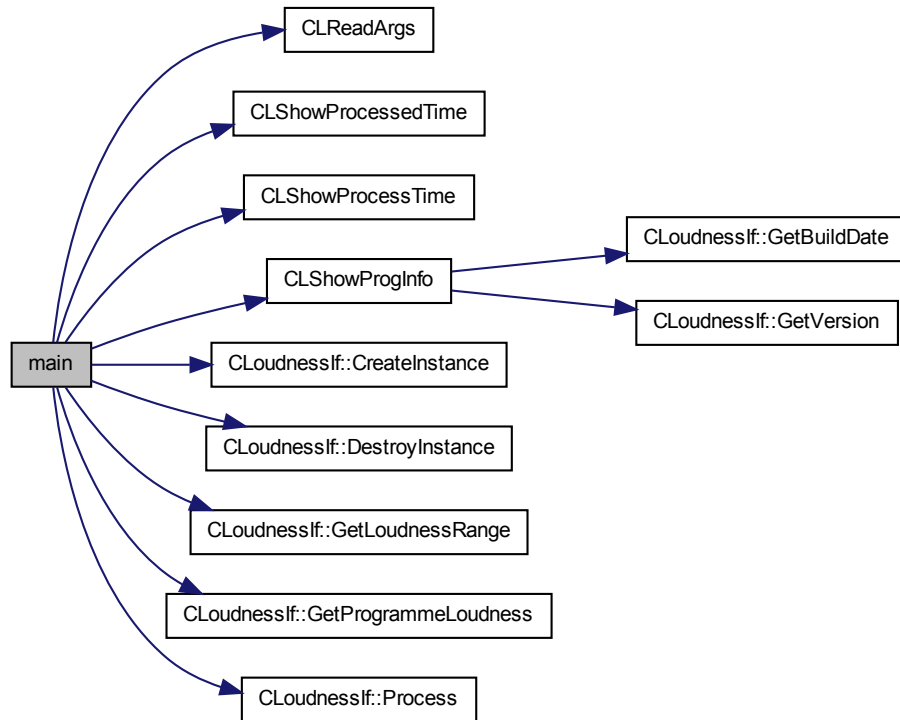 CLReadArgs
CLShowProcessedTime
CLShowProcessTime
CLShowProgInfo
CLoudnessIf::GetBuildDate
CLoudnessIf::GetVersion
main
CLoudnessIf::CreateInstance
CLoudnessIf::DestroyInstance
CLoudnessIf::GetLoudnessRange
CLoudnessIf::GetProgrammeLoudness
CLoudnessIf::Process